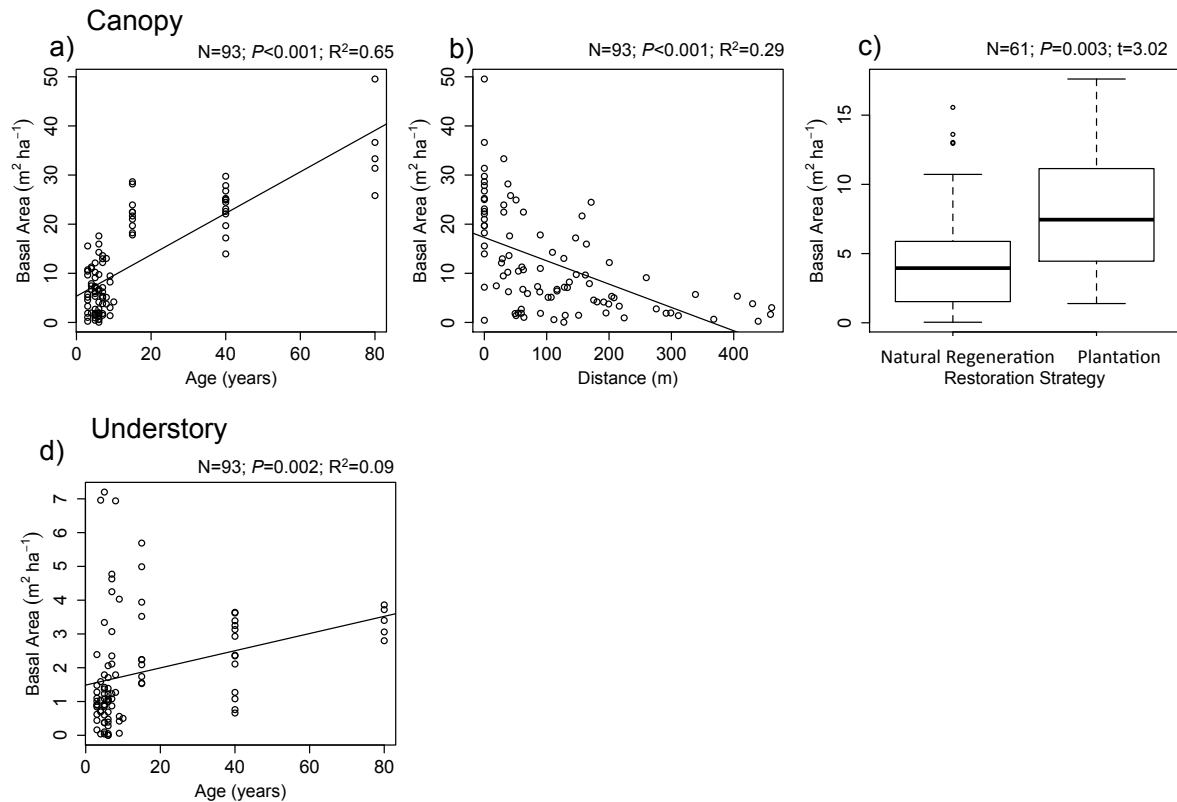 Canopy
a)
N=93; P<0.001; R²=0.65
Basal Area (m² ha⁻¹)
50
40
30
20
10
0
0 20 40 60 80
Age (years)
b)
N=93; P<0.001; R²=0.29
Basal Area (m² ha⁻¹)
50
40
30
20
10
0
0 100 200 300 400
Distance (m)
c)
N=61; P=0.003; t=3.02
Basal Area (m² ha⁻¹)
15
10
5
0
Natural Regeneration Plantation
Restoration Strategy
Understory
d)
N=93; P=0.002; R²=0.09
Basal Area (m² ha⁻¹)
7
6
5
4
3
2
1
0
0 20 40 60 80
Age (years)